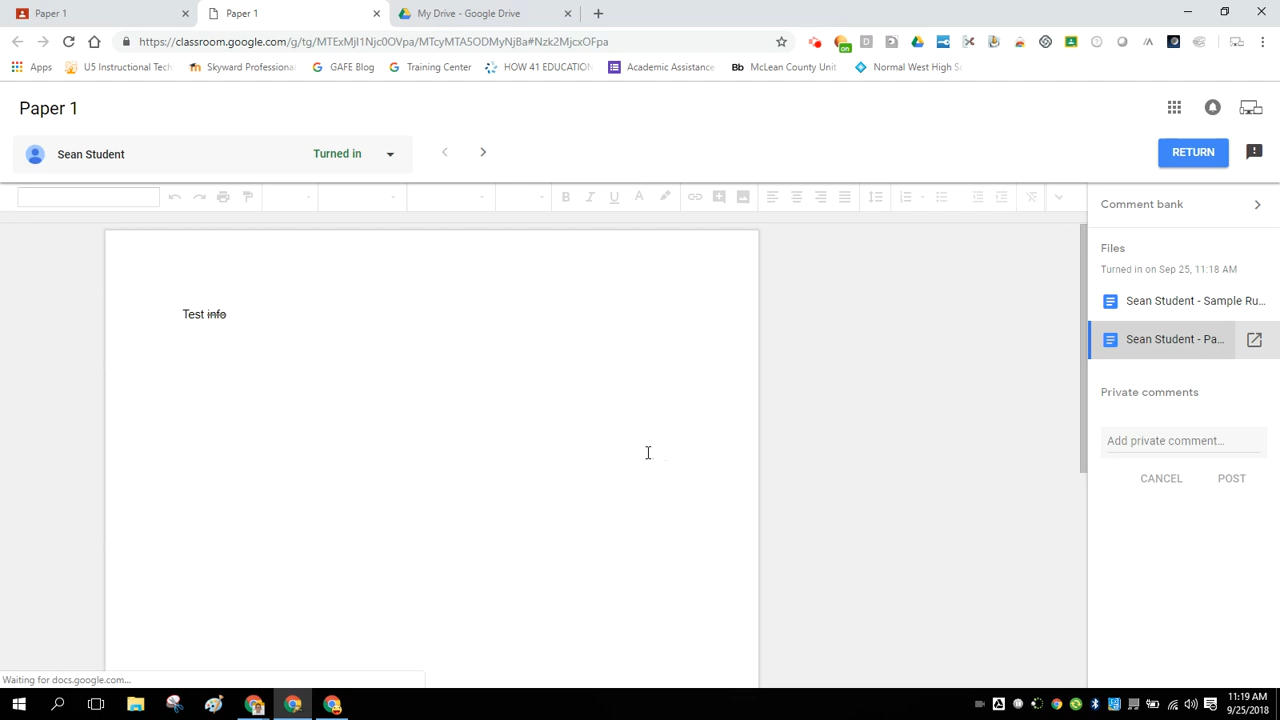 Paper 1
Paper 1
My Drive - Google Drive
https://classroom.google.com/g/tg/MTExMjI1Nic0OVpa/MTcyMTA5ODMyNjBa#Nzk2MjcxOFpa
Apps
U5 Instructional Tech
Skyward Professional
GAFE Blog
Training Center
HOW 41 EDUCATION
Academic Assistance
Bb McLean County Unit
Normal West High Sc
Paper 1
Sean Student
Turned in
RETURN
Comment bank
Files
Turned in on Sep 25, 11:18 AM
Sean Student - Sample Ru...
Sean Student - Pa...
Test info
Private comments
Add private comment...
CANCEL
POST
Waiting for docs.google.com...
11:19 AM
9/25/2018